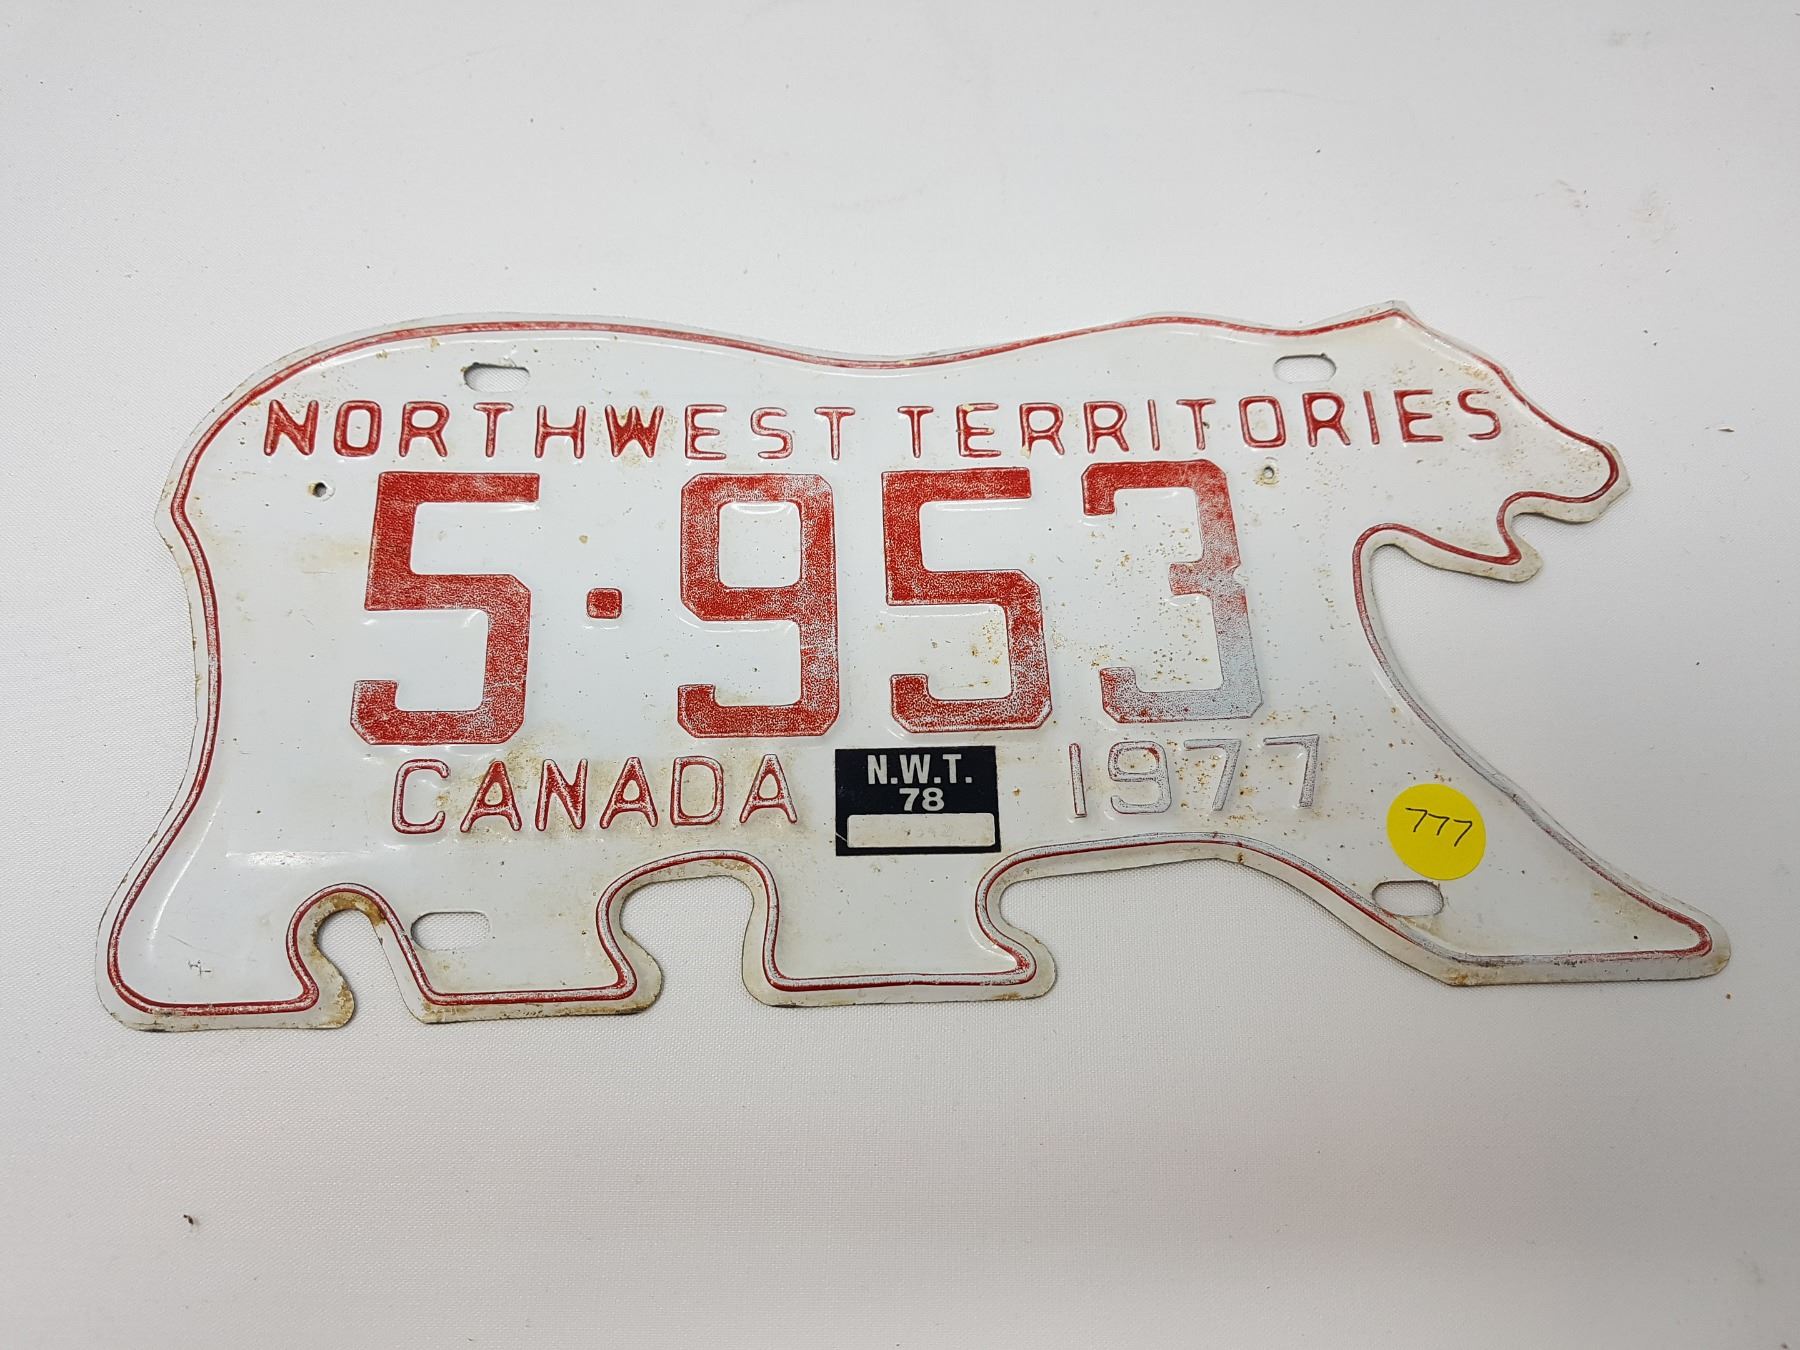 NORTHWEST TERRITORIES
5·953
CANADA
N.W.T.
78
1977
777